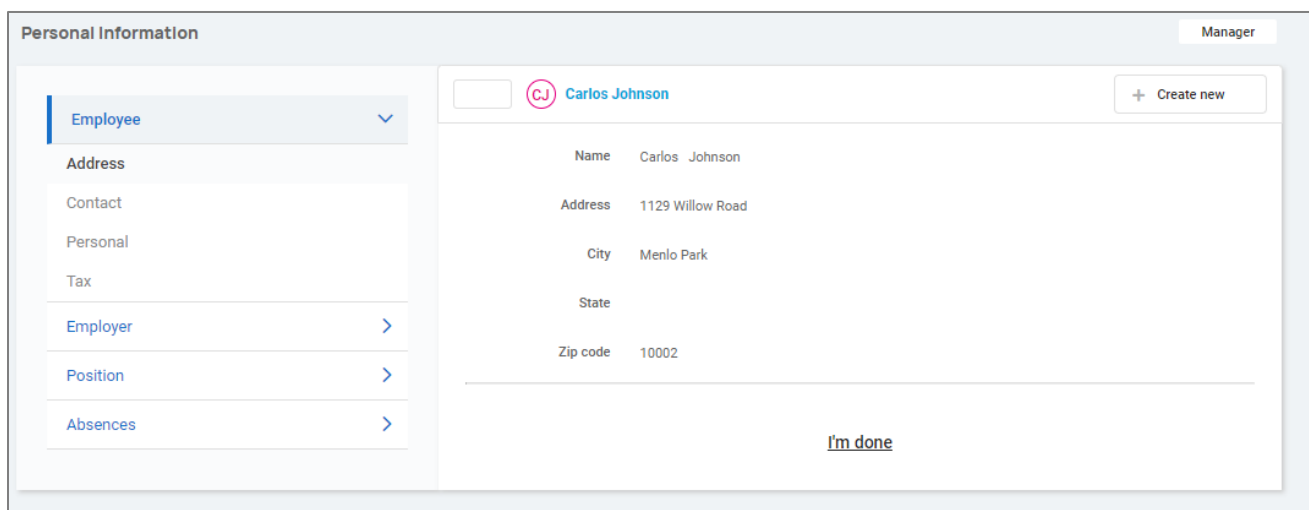 Personal Information
Manager
Employee
Address
Contact
Personal
Tax
Employer
Position
Absences
CJ Carlos Johnson
+ Create new
Name Carlos Johnson
Address 1129 Willow Road
City Menlo Park
State
Zip code 10002
I'm done